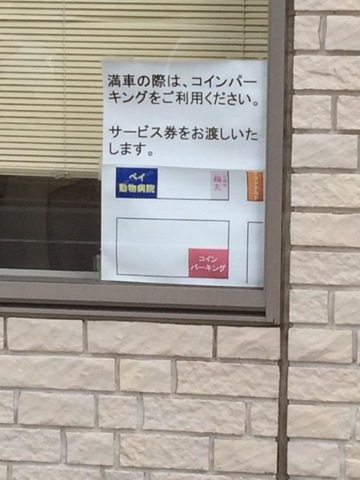 満車の際は、コインパー
キングをご利用ください。
サービス券をお渡しいた
します。
ベイ
動物病院
コイン
パーキング